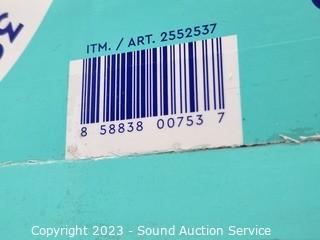 ITM. / ART. 2552537
8 58838 00753 7
Copyright 2023 - Sound Auction Service